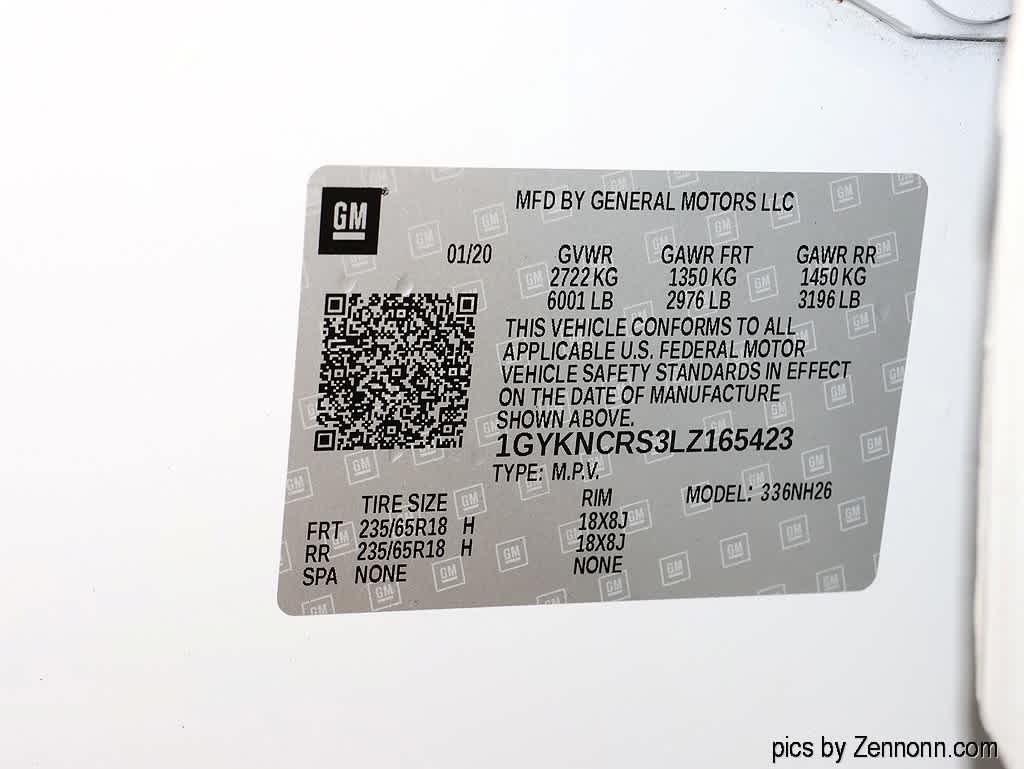 GM
MFD BY GENERAL MOTORS LLC
01/20 GVWR GAWR FRT GAWR RR
2722 KG 1350 KG 1450 KG
6001 LB 2976 LB 3196 LB
THIS VEHICLE CONFORMS TO ALL
APPLICABLE U.S. FEDERAL MOTOR
VEHICLE SAFETY STANDARDS IN EFFECT
ON THE DATE OF MANUFACTURE
SHOWN ABOVE.
1GYKNCRS3LZ165423
TYPE: M.P.V.
TIRE SIZE RIM MODEL: 336NH26
FRT 235/65R18 H 18X8J
RR 235/65R18 H 18X8J
SPA NONE NONE
pics by Zennonn.com